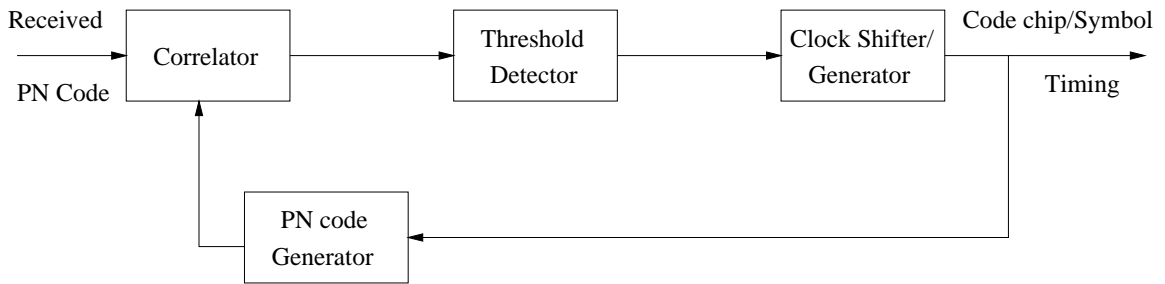 Received
PN Code
Correlator
Threshold
Detector
Clock Shifter/
Generator
Code chip/Symbol
Timing
PN code
Generator